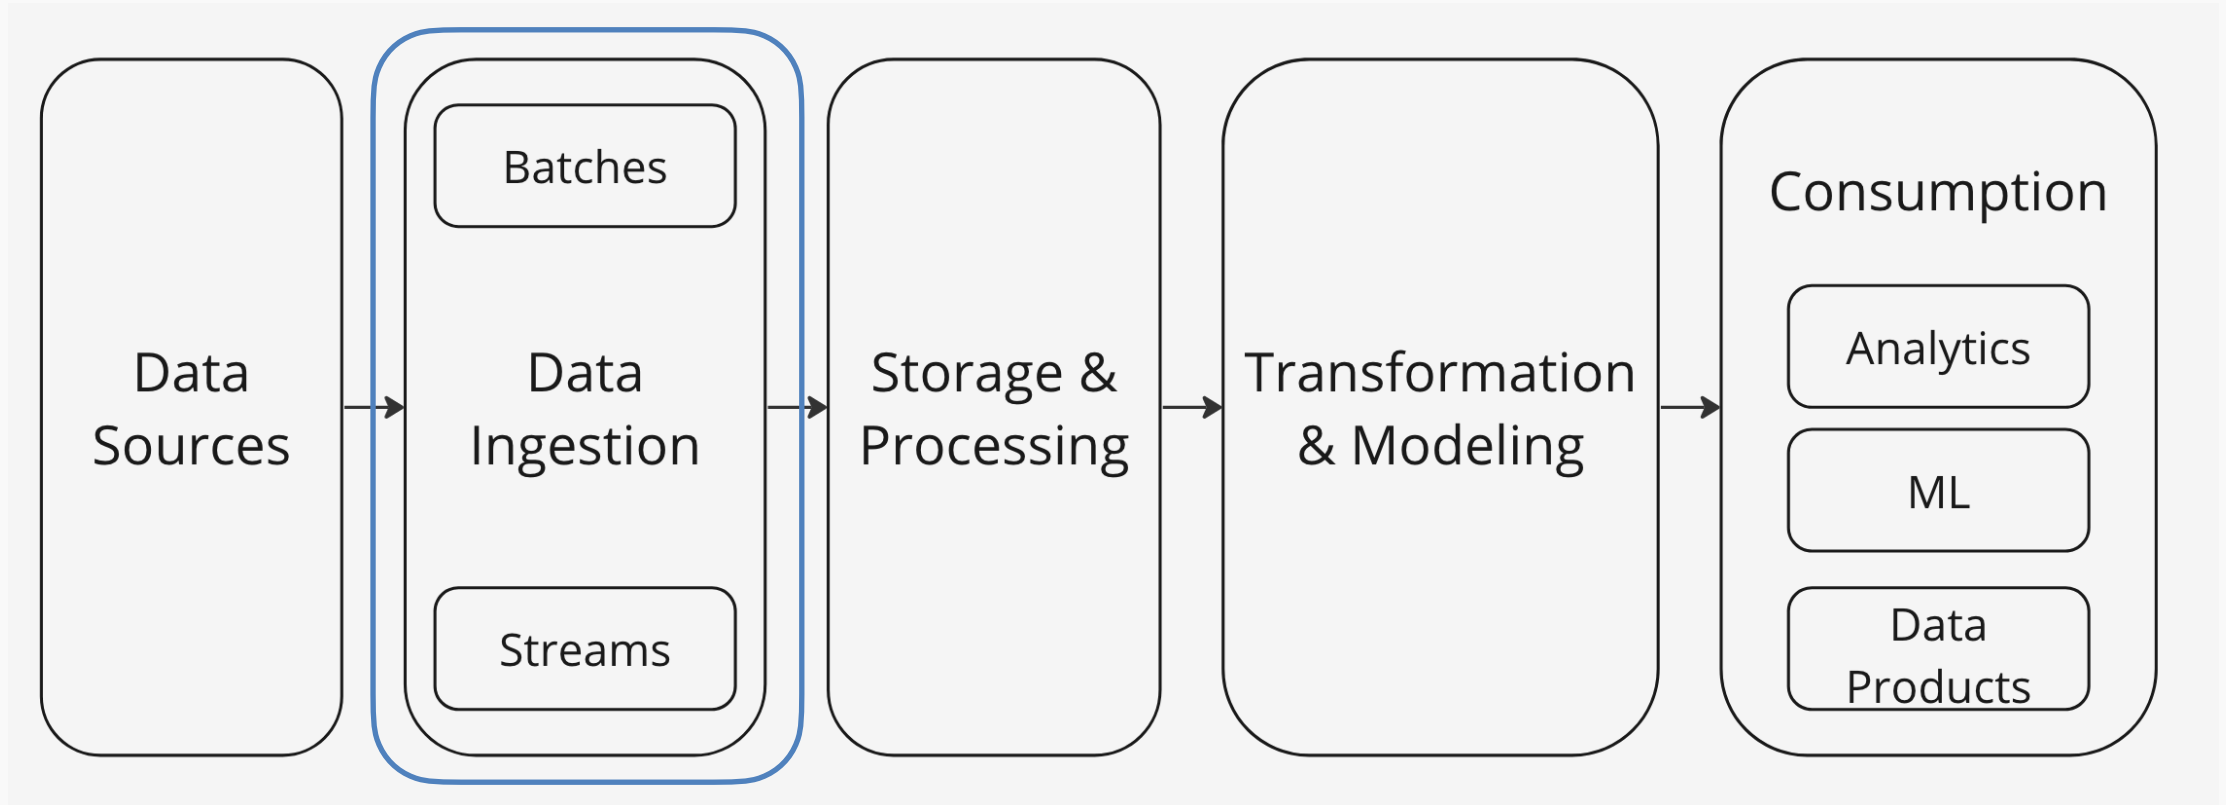 Data
Sources
Batches
Data
Ingestion
Streams
Storage &
Processing
Transformation
& Modeling
Consumption
Analytics
ML
Data
Products